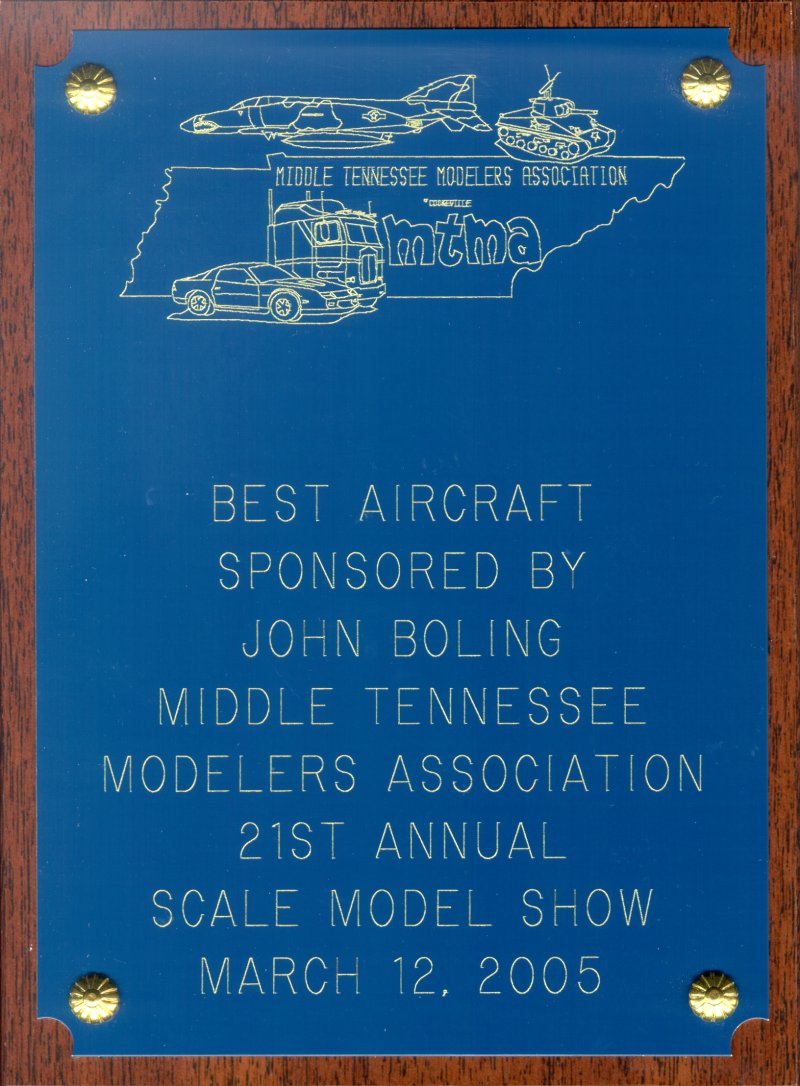 MIDDLE TENNESSEE MODELERS ASSOCIATION
COOKEVILLE
mtma
BEST AIRCRAFT
SPONSORED BY
JOHN BOLING
MIDDLE TENNESSEE
MODELERS ASSOCIATION
21ST ANNUAL
SCALE MODEL SHOW
MARCH 12, 2005